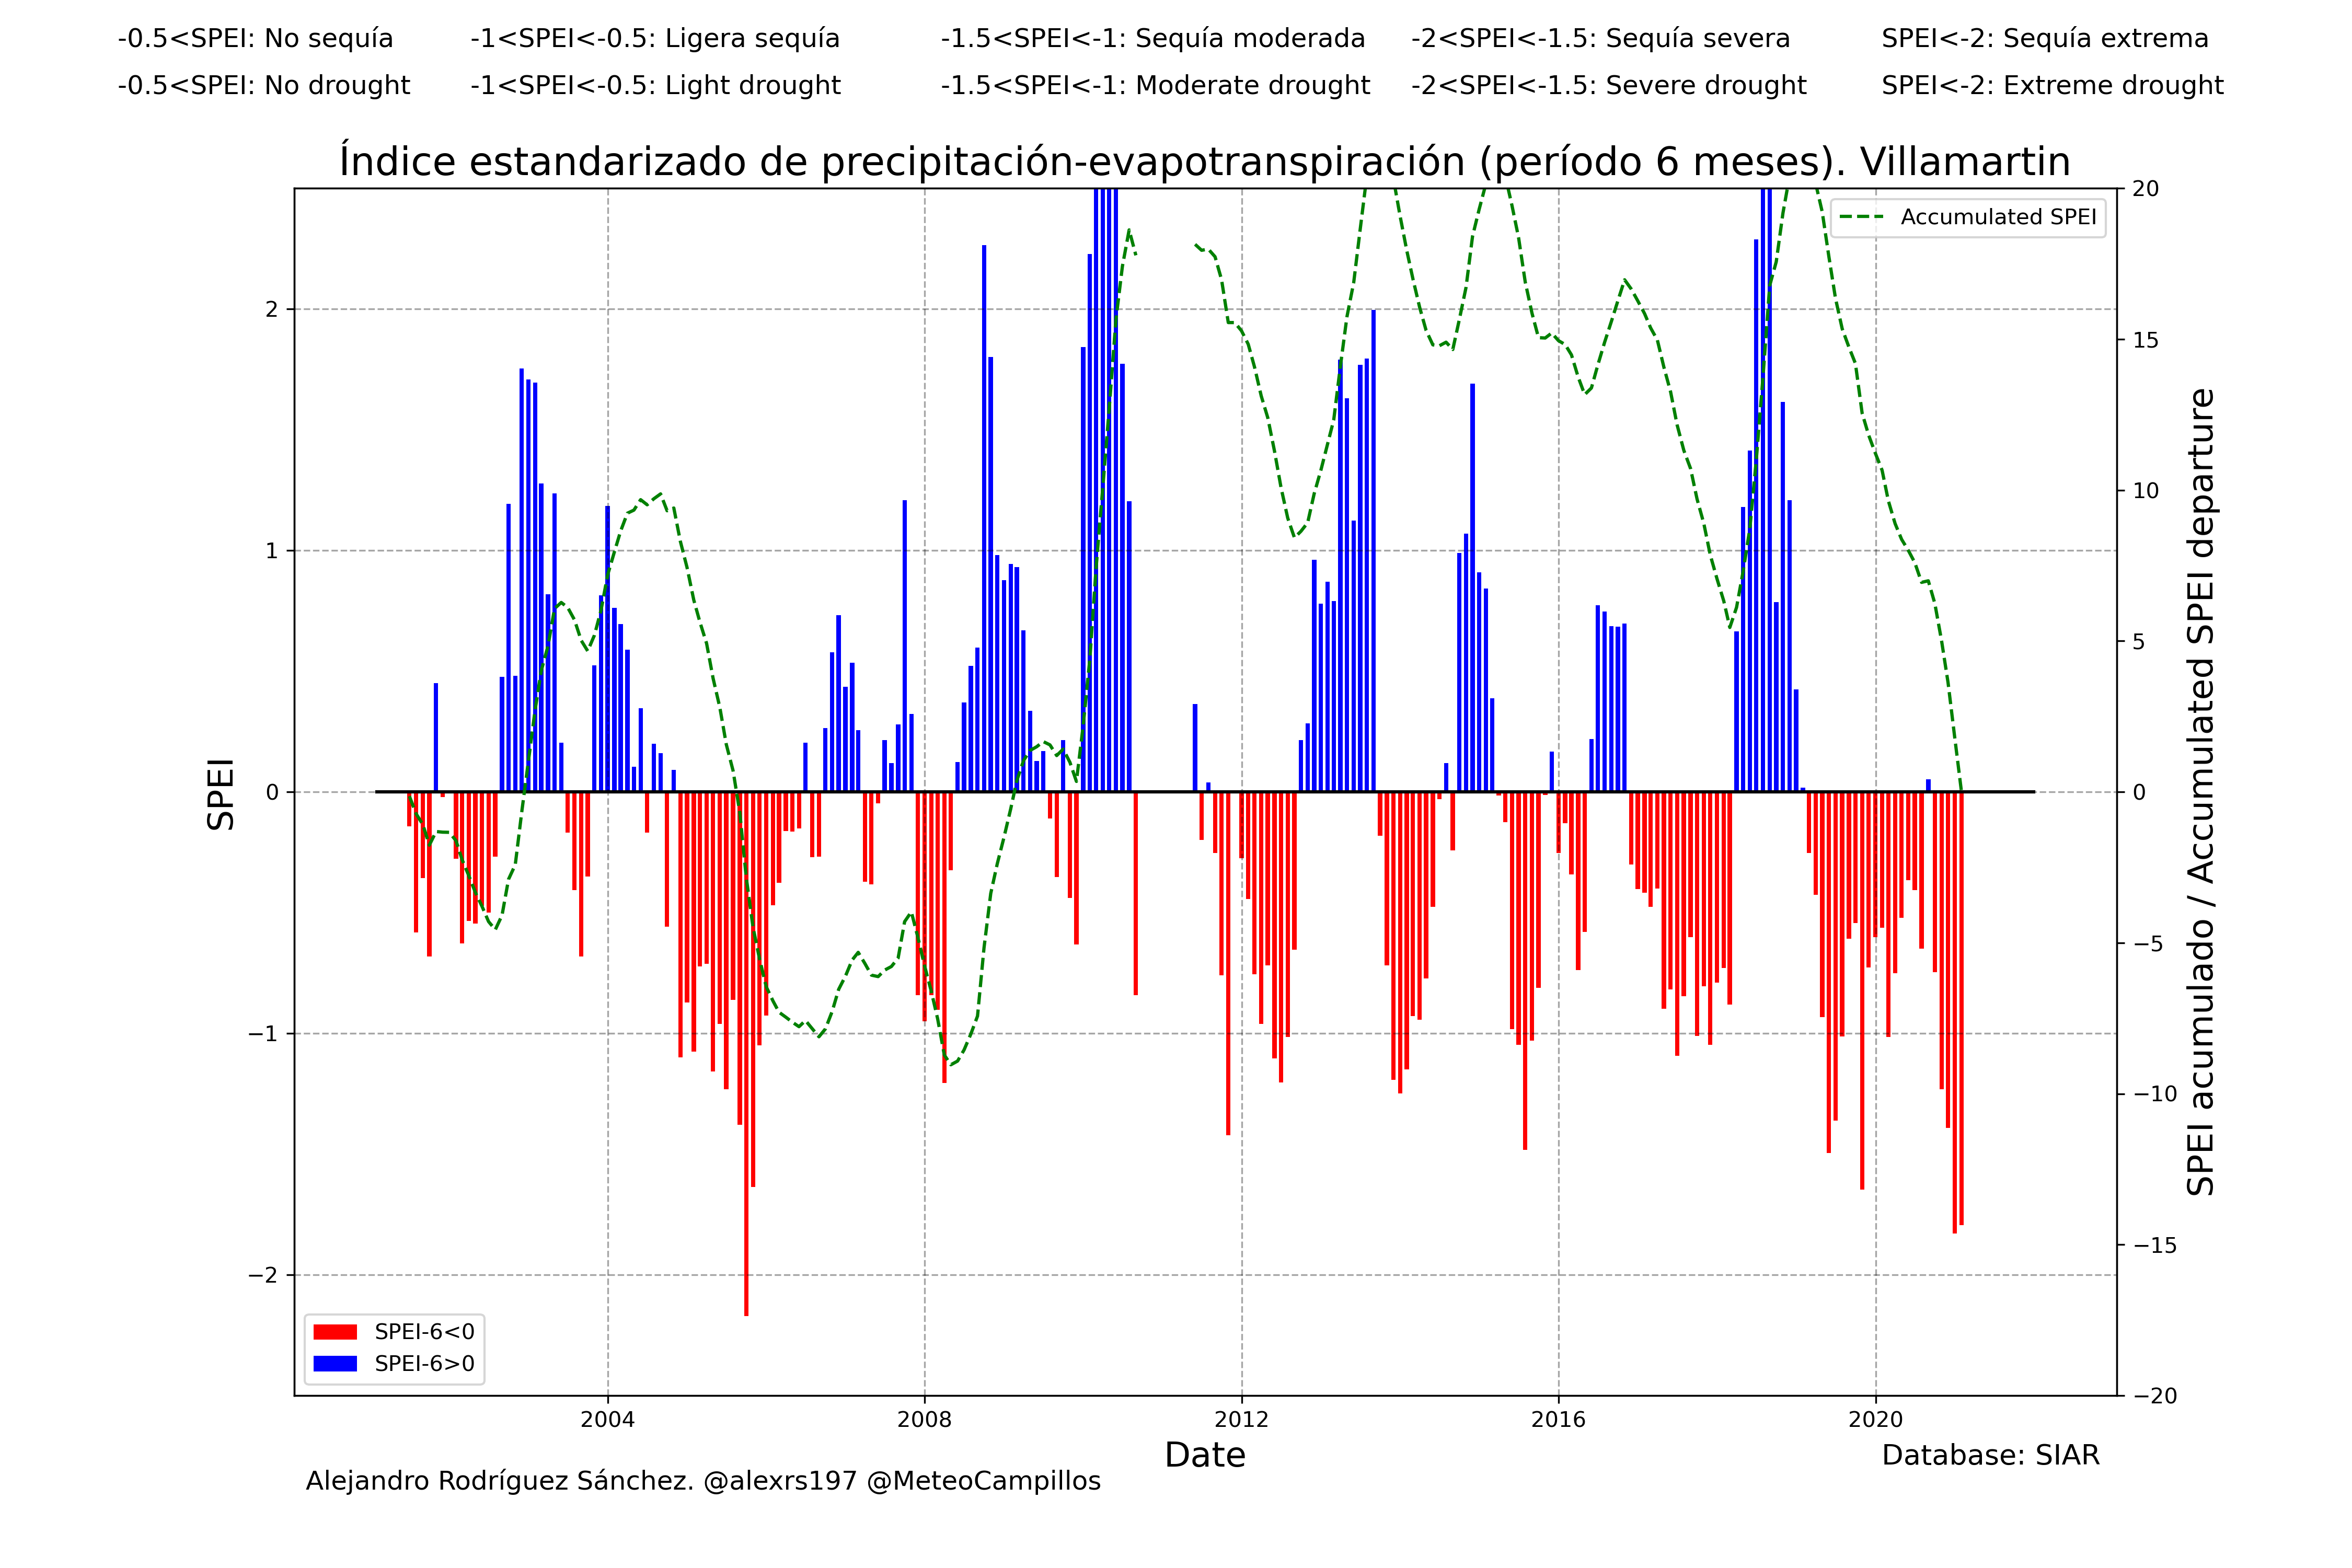 -0.5<SPEI: No sequía -1<SPEI<-0.5: Ligera sequía -1.5<SPEI<-1: Sequía moderada -2<SPEI<-1.5: Sequía severa SPEI<-2: Sequía extrema
-0.5<SPEI: No drought -1<SPEI<-0.5: Light drought -1.5<SPEI<-1: Moderate drought -2<SPEI<-1.5: Severe drought SPEI<-2: Extreme drought
Índice estandarizado de precipitación-evapotranspiración (período 6 meses). Villamartin
Accumulated SPEI
SPEI
2
1
0
−1
−2
20
15
10
5
0
−5
−10
−15
−20
SPEI acumulado / Accumulated SPEI departure
SPEI-6<0
SPEI-6>0
2004 2008 2012 2016 2020
Date
Database: SIAR
Alejandro Rodríguez Sánchez. @alexrs197 @MeteoCampillos